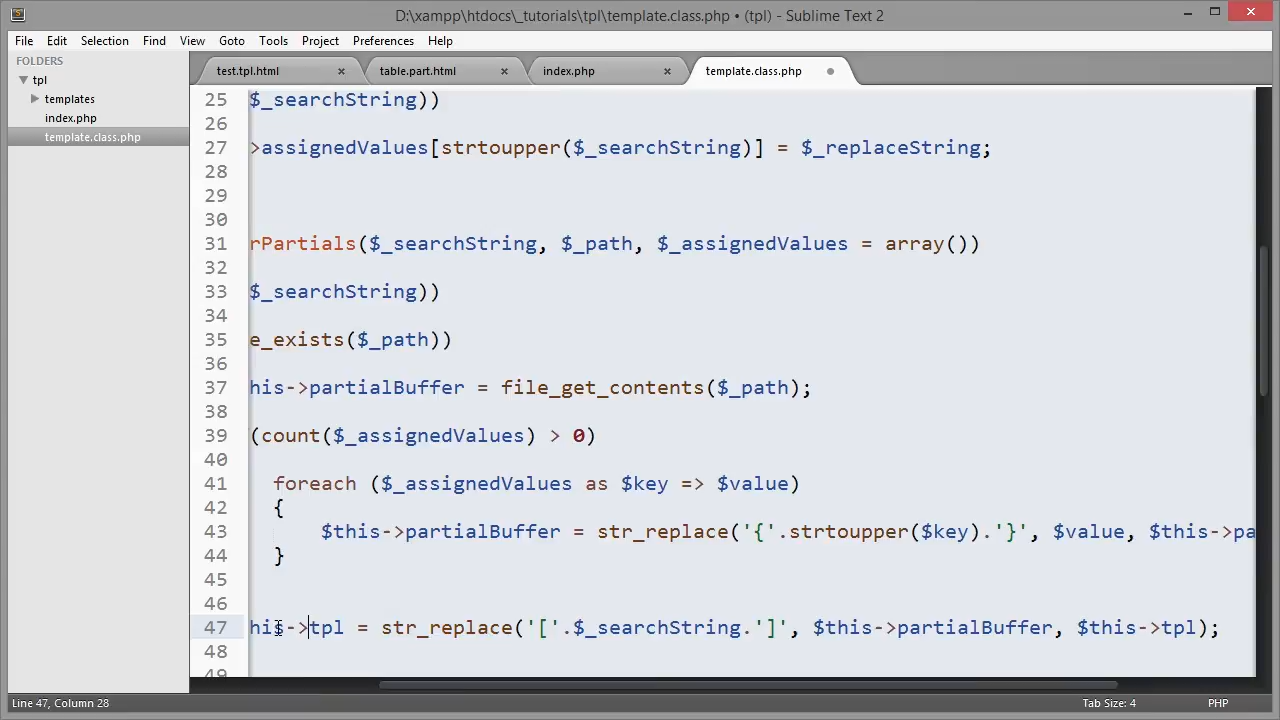 D:\xampp\htdocs\_tutorials\tpl\template.class.php • (tpl) - Sublime Text 2
File Edit Selection Find View Goto Tools Project Preferences Help
FOLDERS
tpl
templates
index.php
template.class.php
test.tpl.html table.part.html index.php template.class.php
25 $_searchString))
26
27 >assignedValues[strtoupper($_searchString)] = $_replaceString;
28
29
30
31 rPartials($_searchString, $_path, $_assignedValues = array())
32
33 $_searchString))
34
35 e_exists($_path))
36
37 his->partialBuffer = file_get_contents($_path);
38
39 (count($_assignedValues) > 0)
40
41 foreach ($_assignedValues as $key => $value)
42 {
43 $this->partialBuffer = str_replace('{'.strtoupper($key).'}', $value, $this->pa
44 }
45
46
47 his->tpl = str_replace('['.$_searchString.']', $this->partialBuffer, $this->tpl);
48
49
Line 47, Column 28 Tab Size: 4 PHP